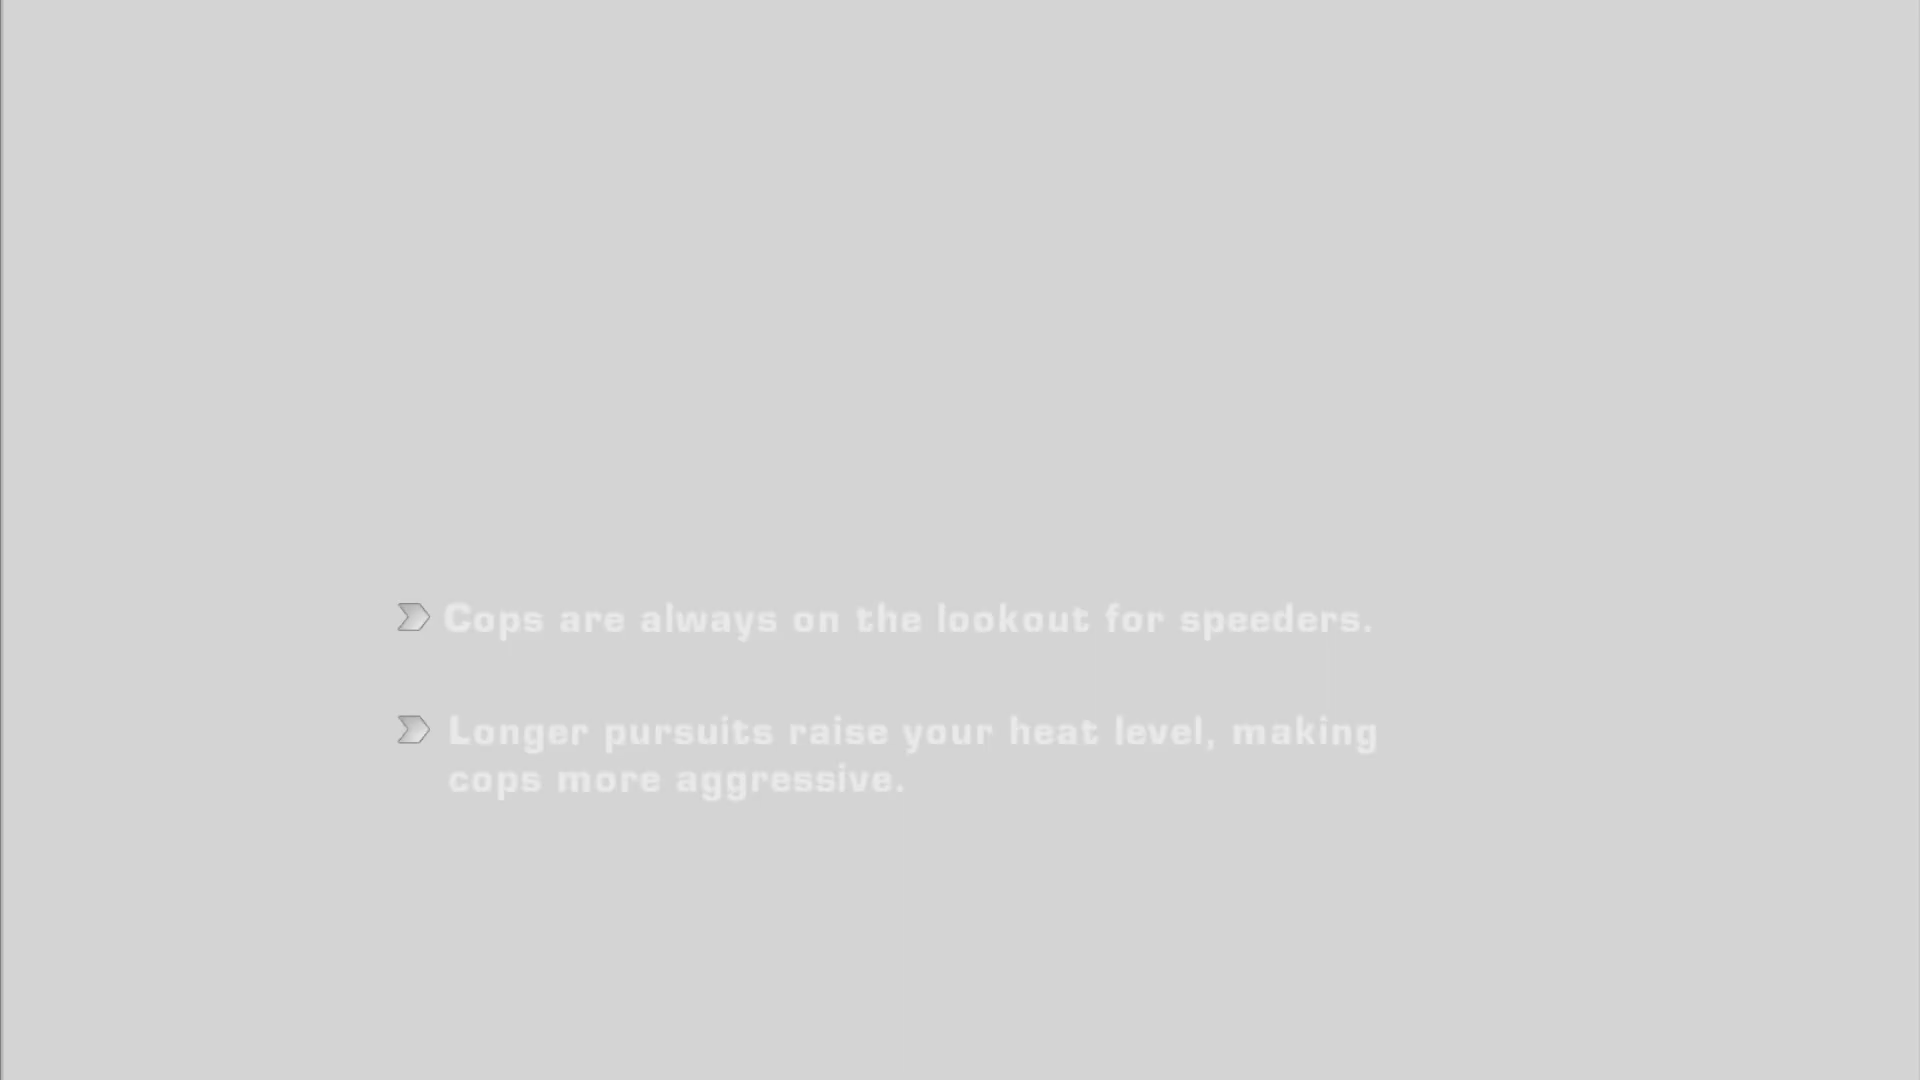 Cops are always on the lookout for speeders.
Longer pursuits raise your heat level, making
cops more aggressive.